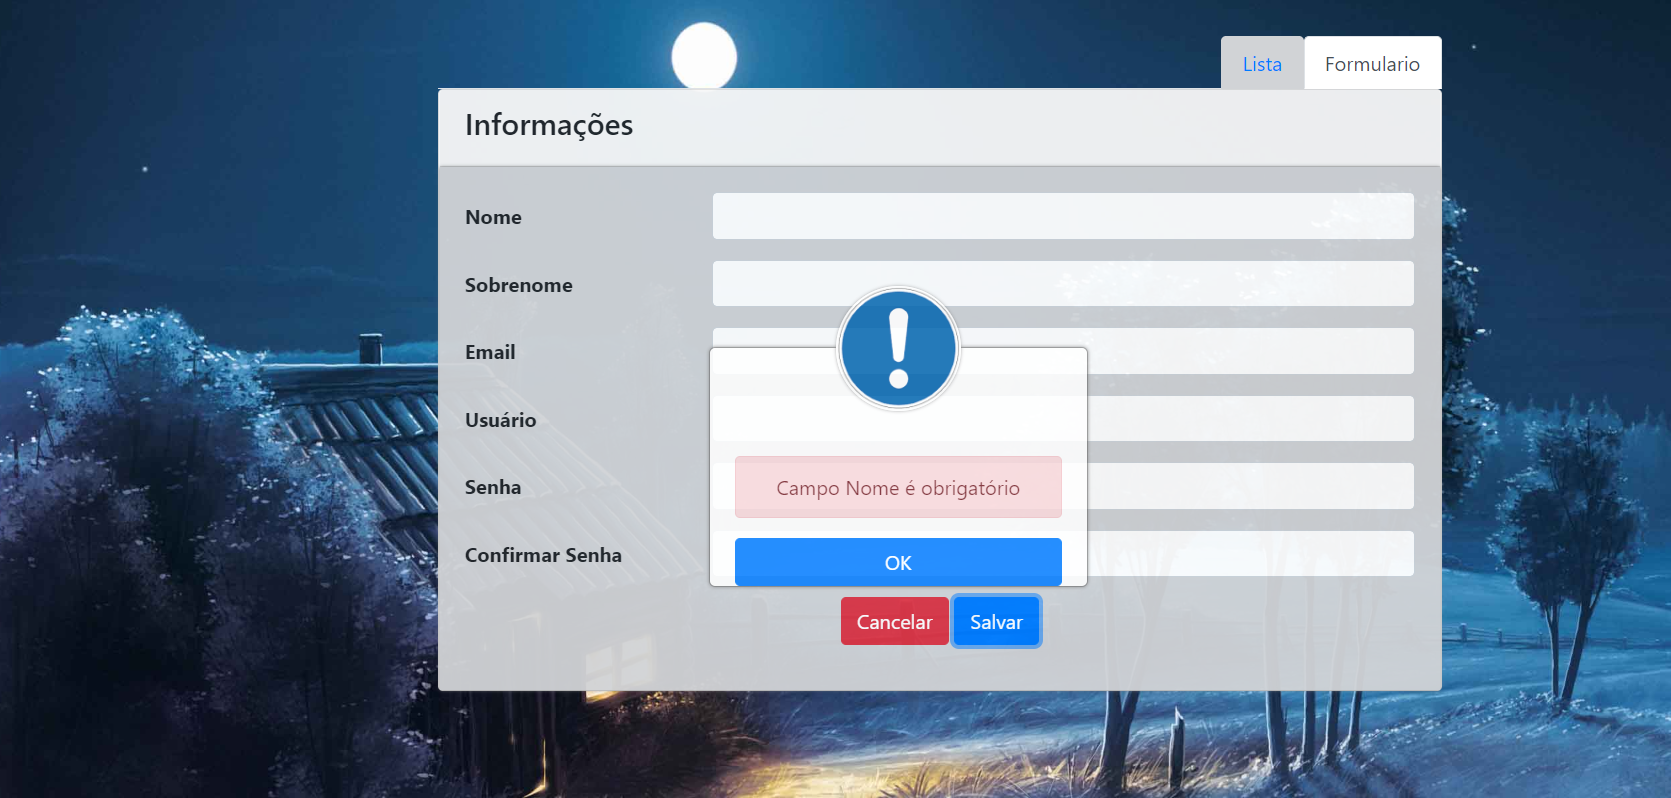 Lista
Formulario
Informações
Nome
Sobrenome
Email
Usuário
Senha
Confirmar Senha
Campo Nome é obrigatório
OK
Cancelar
Salvar